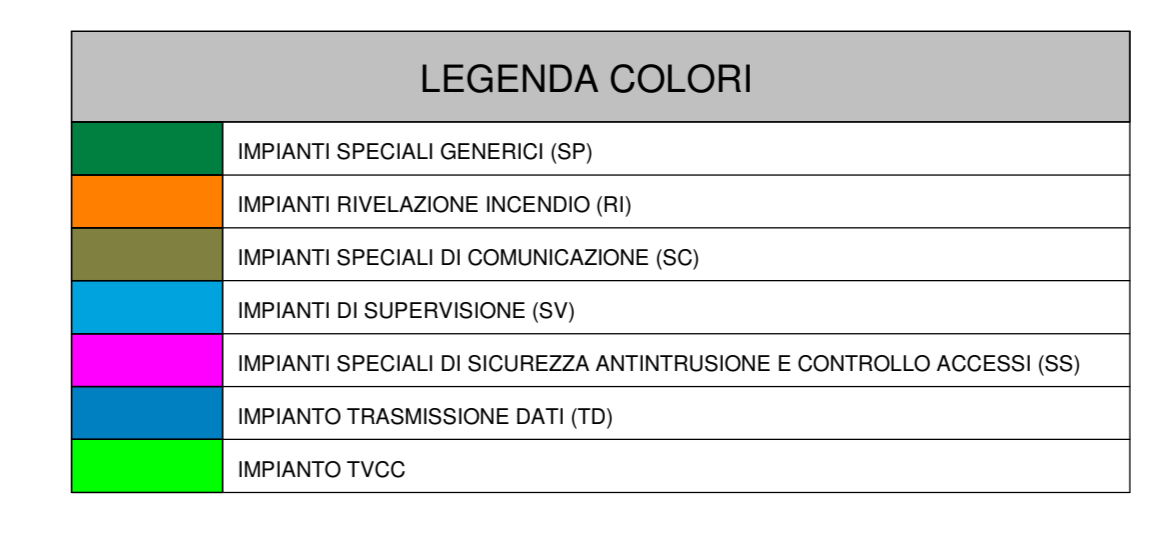 LEGENDA COLORI
IMPIANTI SPECIALI GENERICI (SP)
IMPIANTI RIVELAZIONE INCENDIO (RI)
IMPIANTI SPECIALI DI COMUNICAZIONE (SC)
IMPIANTI DI SUPERVISIONE (SV)
IMPIANTI SPECIALI DI SICUREZZA ANTINTRUSIONE E CONTROLLO ACCESSI (SS)
IMPIANTO TRASMISSIONE DATI (TD)
IMPIANTO TVCC